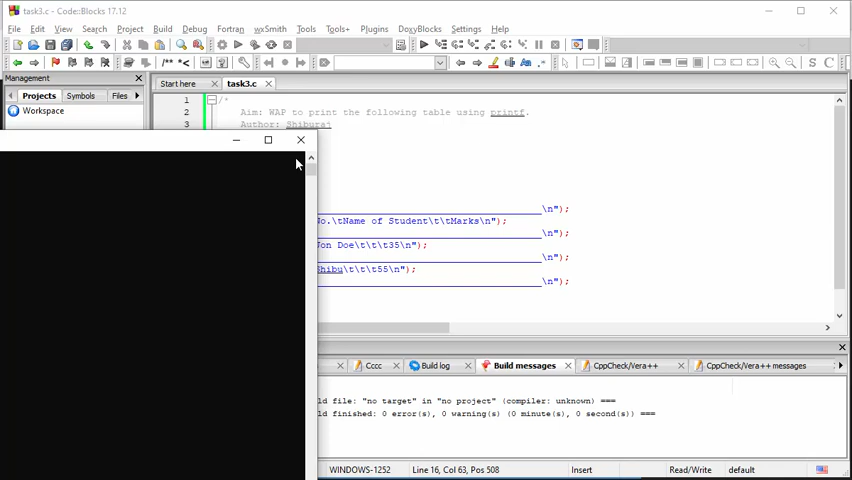 task3.c - Code::Blocks 17.12
File Edit View Search Project Build Debug Fortran wxSmith Tools Tools+ Plugins DoxyBlocks Settings Help
/** *<
Management
Projects Symbols Files
Workspace
Start here task3.c
1 /*
2 Aim: WAP to print the following table using printf.
3 Author: Shiburaj
\n");
No.\tName of Student\t\tMarks\n");
\n");
Jon Doe\t\t\t35\n");
\n");
Shibu\t\t\t55\n");
\n");
Cccc Build log Build messages CppCheck/Vera++ CppCheck/Vera++ messages
ld file: "no target" in "no project" (compiler: unknown) ===
ld finished: 0 error(s), 0 warning(s) (0 minute(s), 0 second(s)) ===
WINDOWS-1252 Line 16, Col 63, Pos 508 Insert Read/Write default